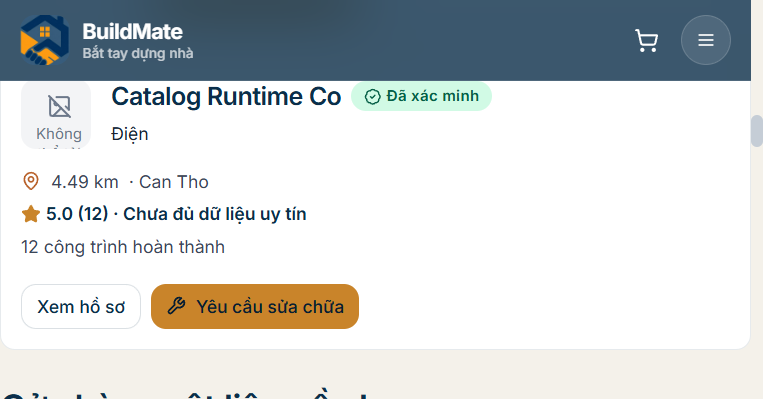 BuildMate
Bắt tay dựng nhà
Catalog Runtime Co
Đã xác minh
Không
Điện
4.49 km · Can Tho
5.0 (12) · Chưa đủ dữ liệu uy tín
12 công trình hoàn thành
Xem hồ sơ
Yêu cầu sửa chữa